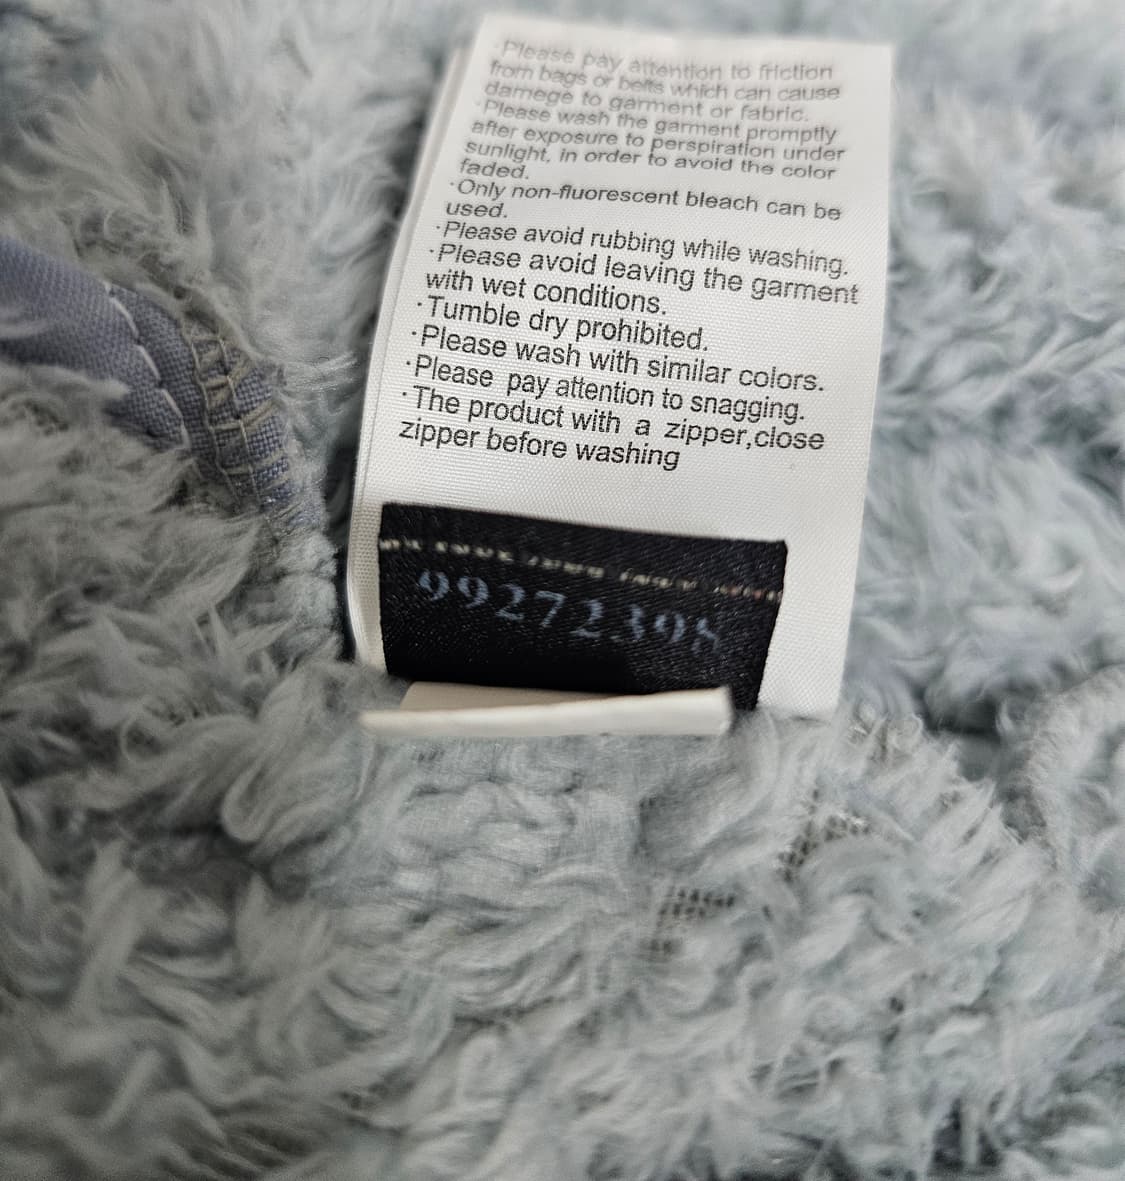 ·Please pay attention to friction
from bags or belts which can cause
damege to garment or fabric.
·Please wash the garment promptly
after exposure to perspiration under
sunlight, in order to avoid the color
faded.
·Only non-fluorescent bleach can be
used.
·Please avoid rubbing while washing.
·Please avoid leaving the garment
with wet conditions.
·Tumble dry prohibited.
·Please wash with similar colors.
·Please pay attention to snagging.
·The product with a zipper,close
zipper before washing
99272398